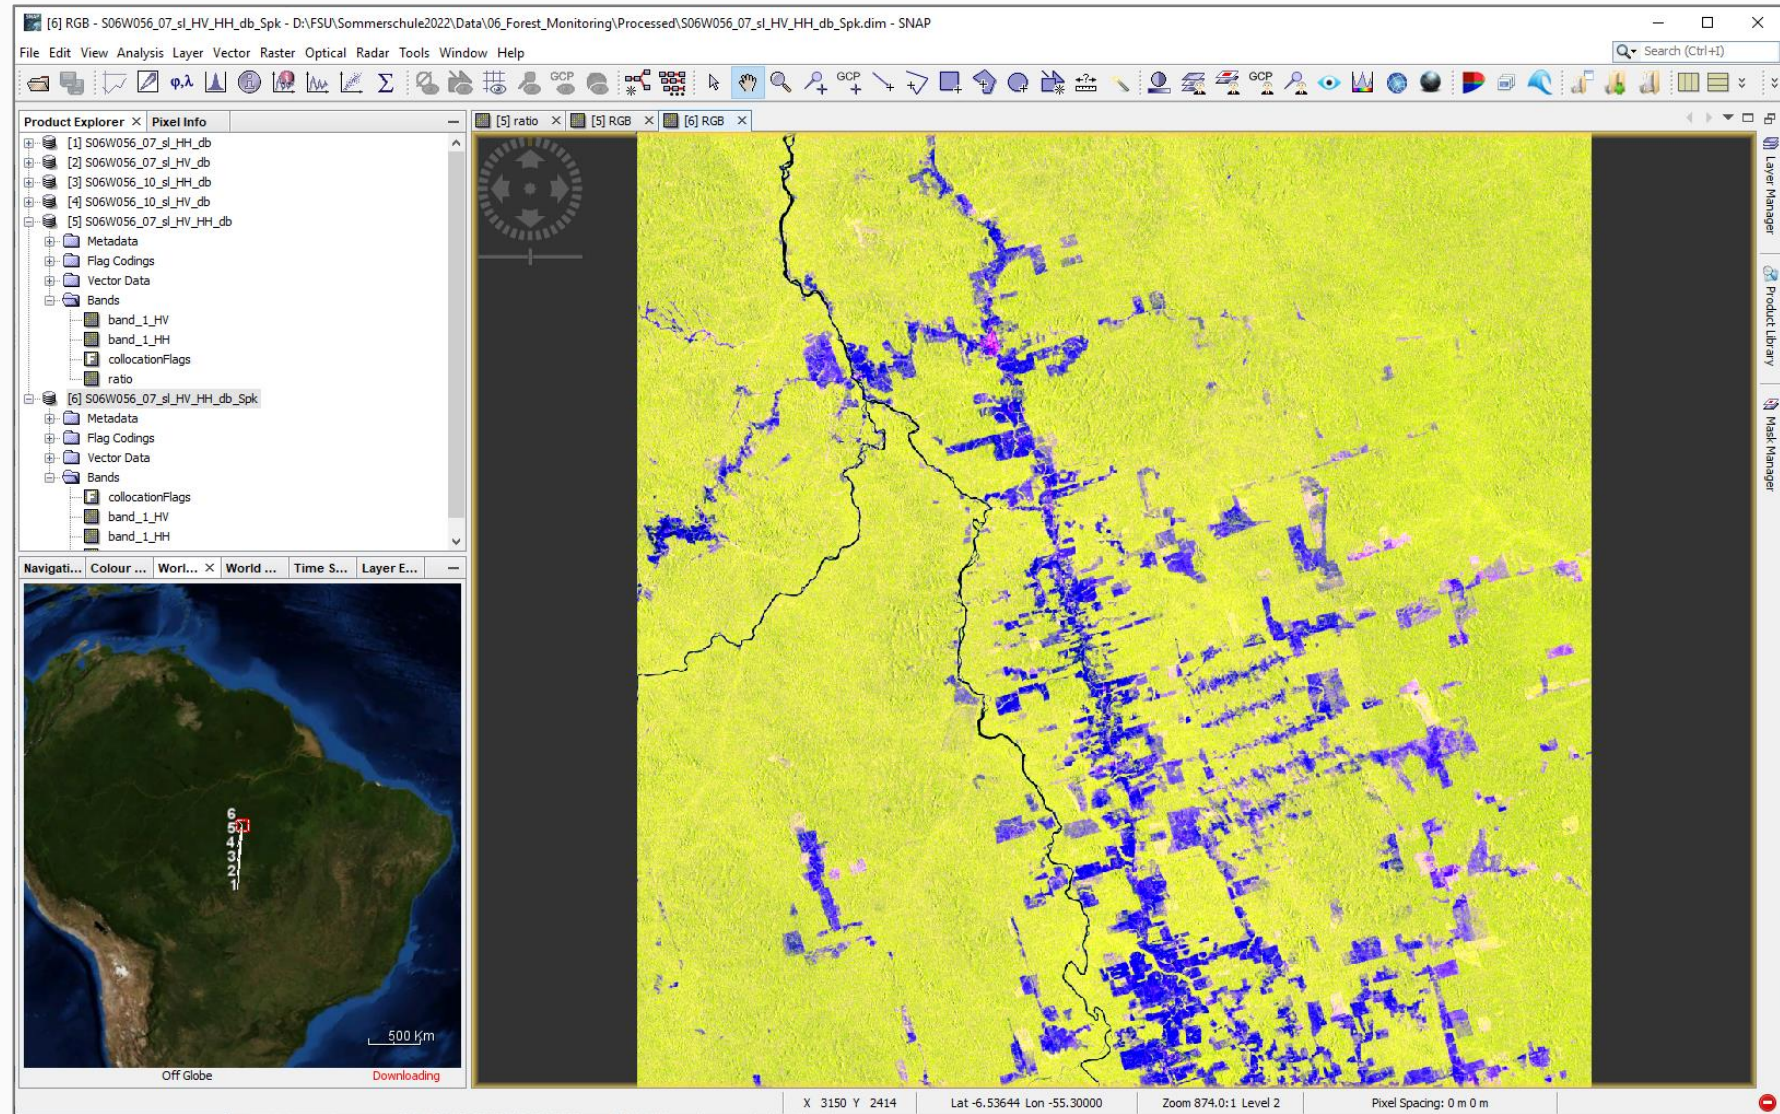 [6] RGB - S06W056_07_sl_HV_HH_db_Spk - D:\FSU\Sommerschule2022\Data\06_Forest_Monitoring\Processed\S06W056_07_sl_HV_HH_db_Spk.dim - SNAP
File Edit View Analysis Layer Vector Raster Optical Radar Tools Window Help
Search (Ctrl+I)
φ,λ Σ GCP GCP GCP
Product Explorer Pixel Info
[5] ratio [5] RGB [6] RGB
[1] S06W056_07_sl_HH_db
[2] S06W056_07_sl_HV_db
[3] S06W056_10_sl_HH_db
[4] S06W056_10_sl_HV_db
[5] S06W056_07_sl_HV_HH_db
Metadata
Flag Codings
Vector Data
Bands
band_1_HV
band_1_HH
collocationFlags
ratio
[6] S06W056_07_sl_HV_HH_db_Spk
Metadata
Flag Codings
Vector Data
Bands
collocationFlags
band_1_HV
band_1_HH
Layer Manager
Product Library
Mask Manager
Navigati... Colour ... Worl... World ... Time S... Layer E...
6
5
4
3
2
1
500 Km
Off Globe Downloading
X 3150 Y 2414 Lat -6.53644 Lon -55.30000 Zoom 874.0:1 Level 2 Pixel Spacing: 0 m 0 m